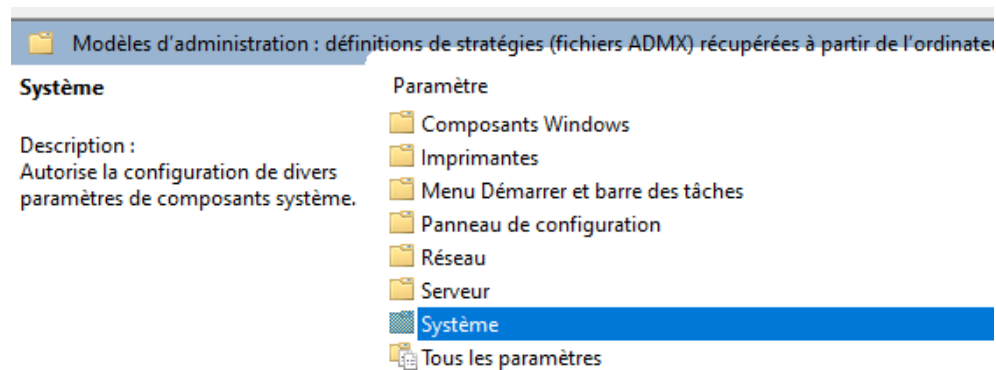 Modèles d'administration : définitions de stratégies (fichiers ADMX) récupérées à partir de l'ordinateu
Système
Paramètre
Description :
Autorise la configuration de divers
paramètres de composants système.
Composants Windows
Imprimantes
Menu Démarrer et barre des tâches
Panneau de configuration
Réseau
Serveur
Système
Tous les paramètres